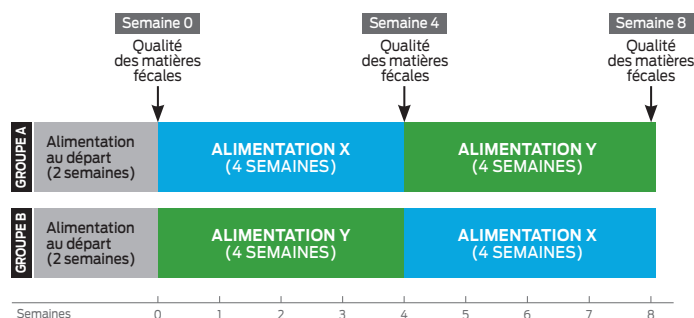 Semaine 0
Qualité
des matières
fécales
Semaine 4
Qualité
des matières
fécales
Semaine 8
Qualité
des matières
fécales
GROUPE A
Alimentation
au départ
(2 semaines)
ALIMENTATION X
(4 SEMAINES)
ALIMENTATION Y
(4 SEMAINES)
GROUPE B
Alimentation
au départ
(2 semaines)
ALIMENTATION Y
(4 SEMAINES)
ALIMENTATION X
(4 SEMAINES)
Semaines 0 1 2 3 4 5 6 7 8